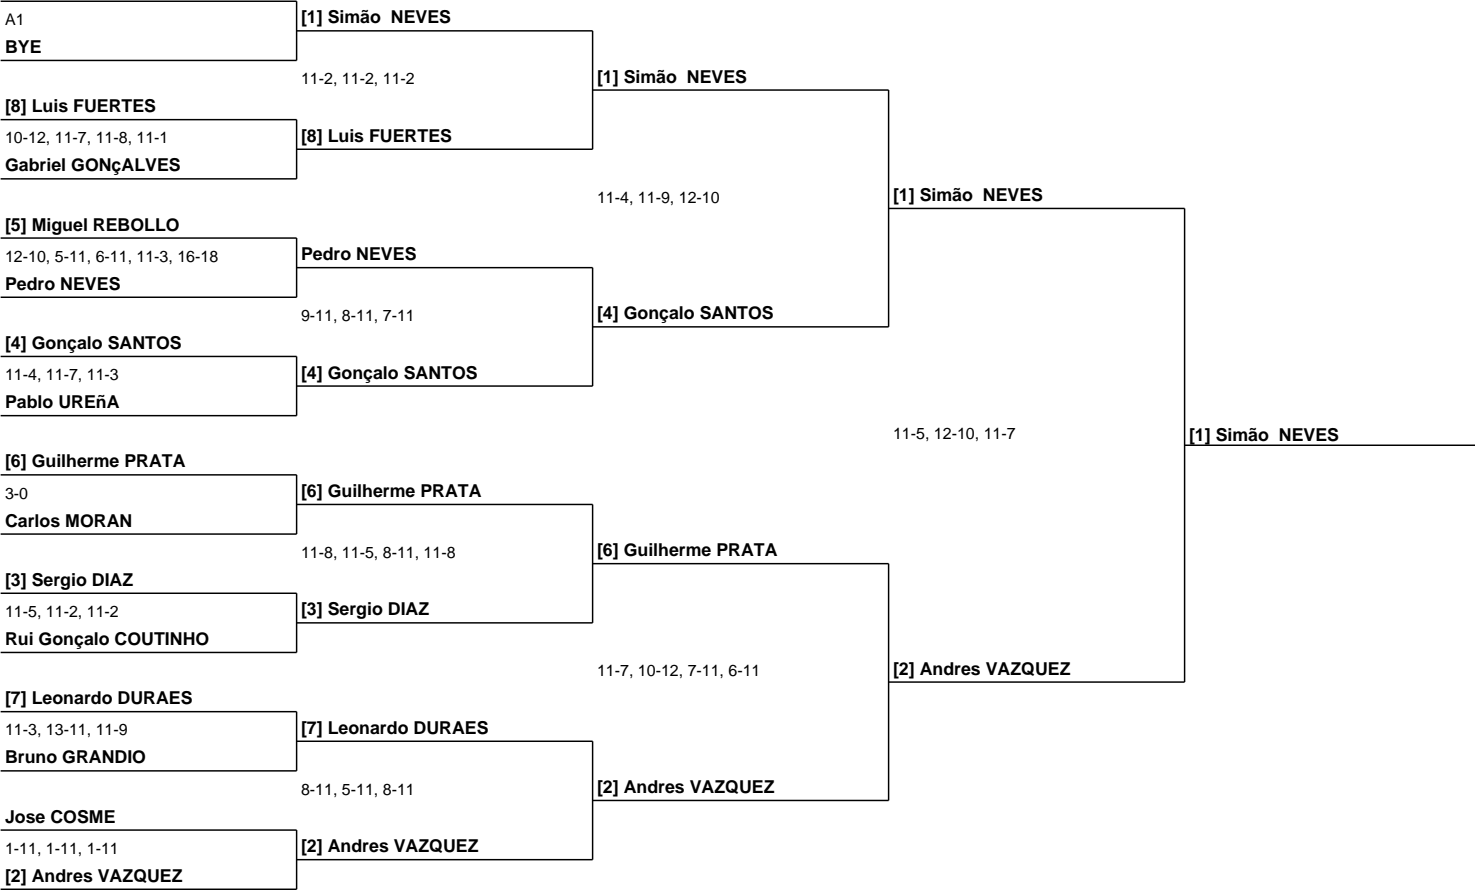 A1
BYE
[8] Luis FUERTES
10-12, 11-7, 11-8, 11-1
Gabriel GONçALVES
[5] Miguel REBOLLO
12-10, 5-11, 6-11, 11-3, 16-18
Pedro NEVES
[4] Gonçalo SANTOS
11-4, 11-7, 11-3
Pablo UREñA
[6] Guilherme PRATA
3-0
Carlos MORAN
[3] Sergio DIAZ
11-5, 11-2, 11-2
Rui Gonçalo COUTINHO
[7] Leonardo DURAES
11-3, 13-11, 11-9
Bruno GRANDIO
Jose COSME
1-11, 1-11, 1-11
[2] Andres VAZQUEZ
[1] Simão NEVES
11-2, 11-2, 11-2
[8] Luis FUERTES
Pedro NEVES
9-11, 8-11, 7-11
[4] Gonçalo SANTOS
[6] Guilherme PRATA
11-8, 11-5, 8-11, 11-8
[3] Sergio DIAZ
[7] Leonardo DURAES
8-11, 5-11, 8-11
[2] Andres VAZQUEZ
[1] Simão NEVES
11-4, 11-9, 12-10
[4] Gonçalo SANTOS
[6] Guilherme PRATA
11-7, 10-12, 7-11, 6-11
[2] Andres VAZQUEZ
[1] Simão NEVES
11-5, 12-10, 11-7
[2] Andres VAZQUEZ
[1] Simão NEVES